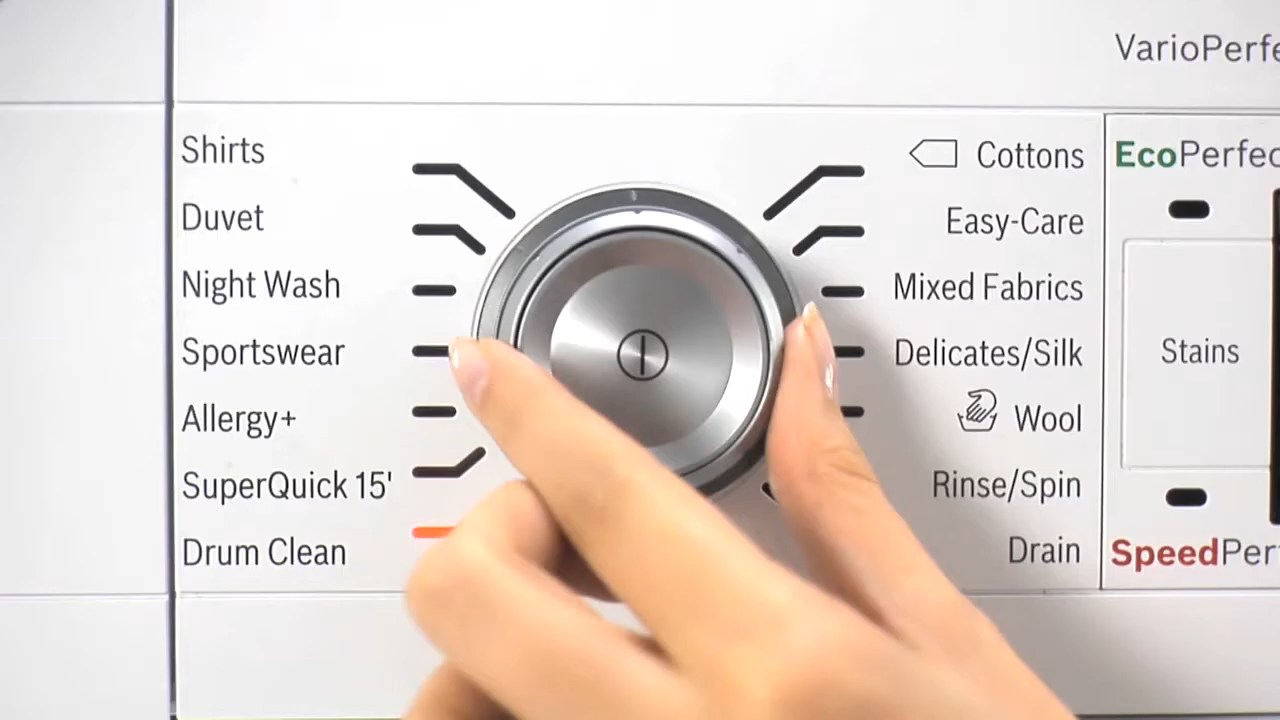 VarioPerfe
Shirts
Duvet
Night Wash
Sportswear
Allergy+
SuperQuick 15'
Drum Clean
Cottons
Easy-Care
Mixed Fabrics
Delicates/Silk
Wool
Rinse/Spin
Drain
EcoPerfec
Stains
SpeedPerf